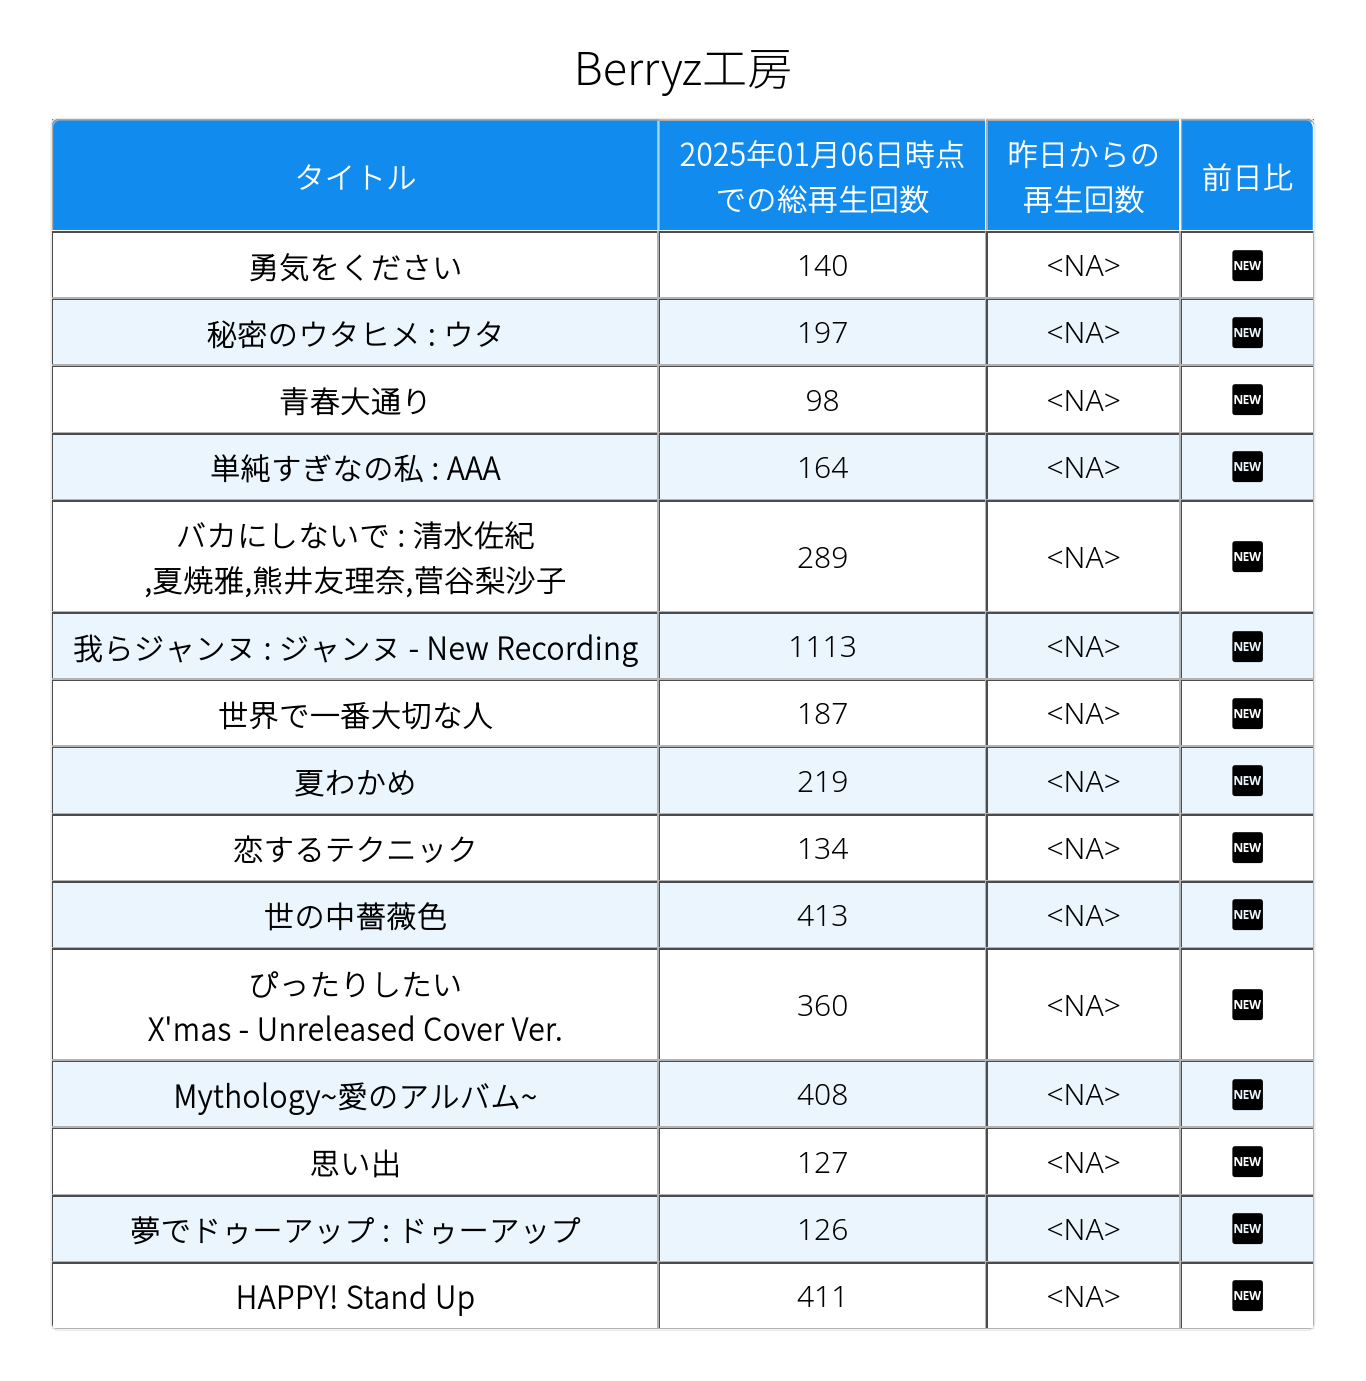 Berryz工房
タイトル
2025年01月06日時点
での総再生回数
昨日からの
再生回数
前日比
勇気をください 140 <NA> NEW
秘密のウタヒメ : ウタ 197 <NA> NEW
青春大通り 98 <NA> NEW
単純すぎなの私 : AAA 164 <NA> NEW
バカにしないで : 清水佐紀
,夏焼雅,熊井友理奈,菅谷梨沙子 289 <NA> NEW
我らジャンヌ : ジャンヌ - New Recording 1113 <NA> NEW
世界で一番大切な人 187 <NA> NEW
夏わかめ 219 <NA> NEW
恋するテクニック 134 <NA> NEW
世の中薔薇色 413 <NA> NEW
ぴったりしたい
X'mas - Unreleased Cover Ver. 360 <NA> NEW
Mythology~愛のアルバム~ 408 <NA> NEW
思い出 127 <NA> NEW
夢でドゥーアップ : ドゥーアップ 126 <NA> NEW
HAPPY! Stand Up 411 <NA> NEW